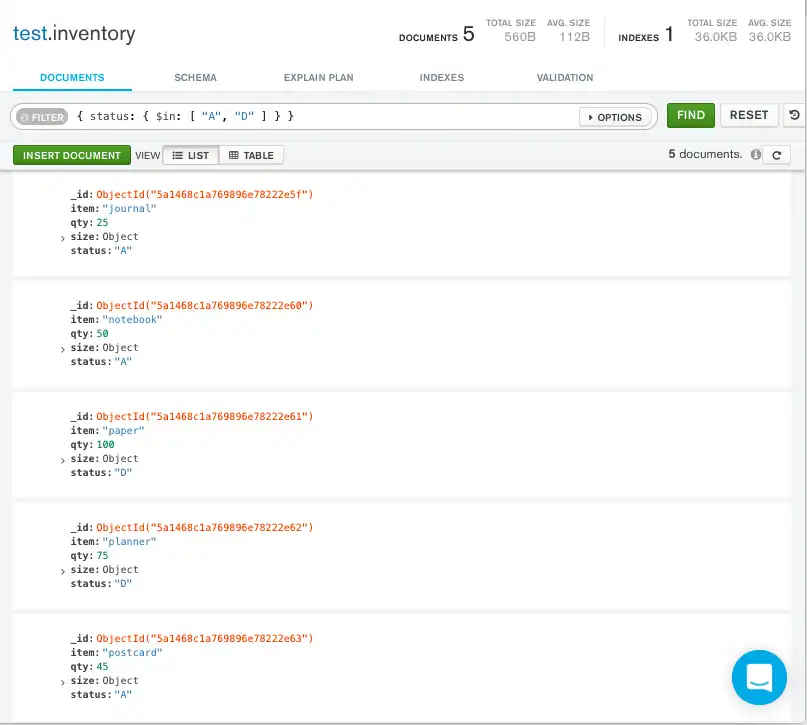 test.inventory
DOCUMENTS 5 TOTAL SIZE 560B AVG. SIZE 112B INDEXES 1 TOTAL SIZE 36.0KB AVG. SIZE 36.0KB
DOCUMENTS SCHEMA EXPLAIN PLAN INDEXES VALIDATION
FILTER { status: { $in: [ "A", "D" ] } } OPTIONS FIND RESET
INSERT DOCUMENT VIEW LIST TABLE 5 documents.
_id: ObjectId("5a1468c1a769896e78222e5f")
item: "journal"
qty: 25
size: Object
status: "A"
_id: ObjectId("5a1468c1a769896e78222e60")
item: "notebook"
qty: 50
size: Object
status: "A"
_id: ObjectId("5a1468c1a769896e78222e61")
item: "paper"
qty: 100
size: Object
status: "D"
_id: ObjectId("5a1468c1a769896e78222e62")
item: "planner"
qty: 75
size: Object
status: "D"
_id: ObjectId("5a1468c1a769896e78222e63")
item: "postcard"
qty: 45
size: Object
status: "A"